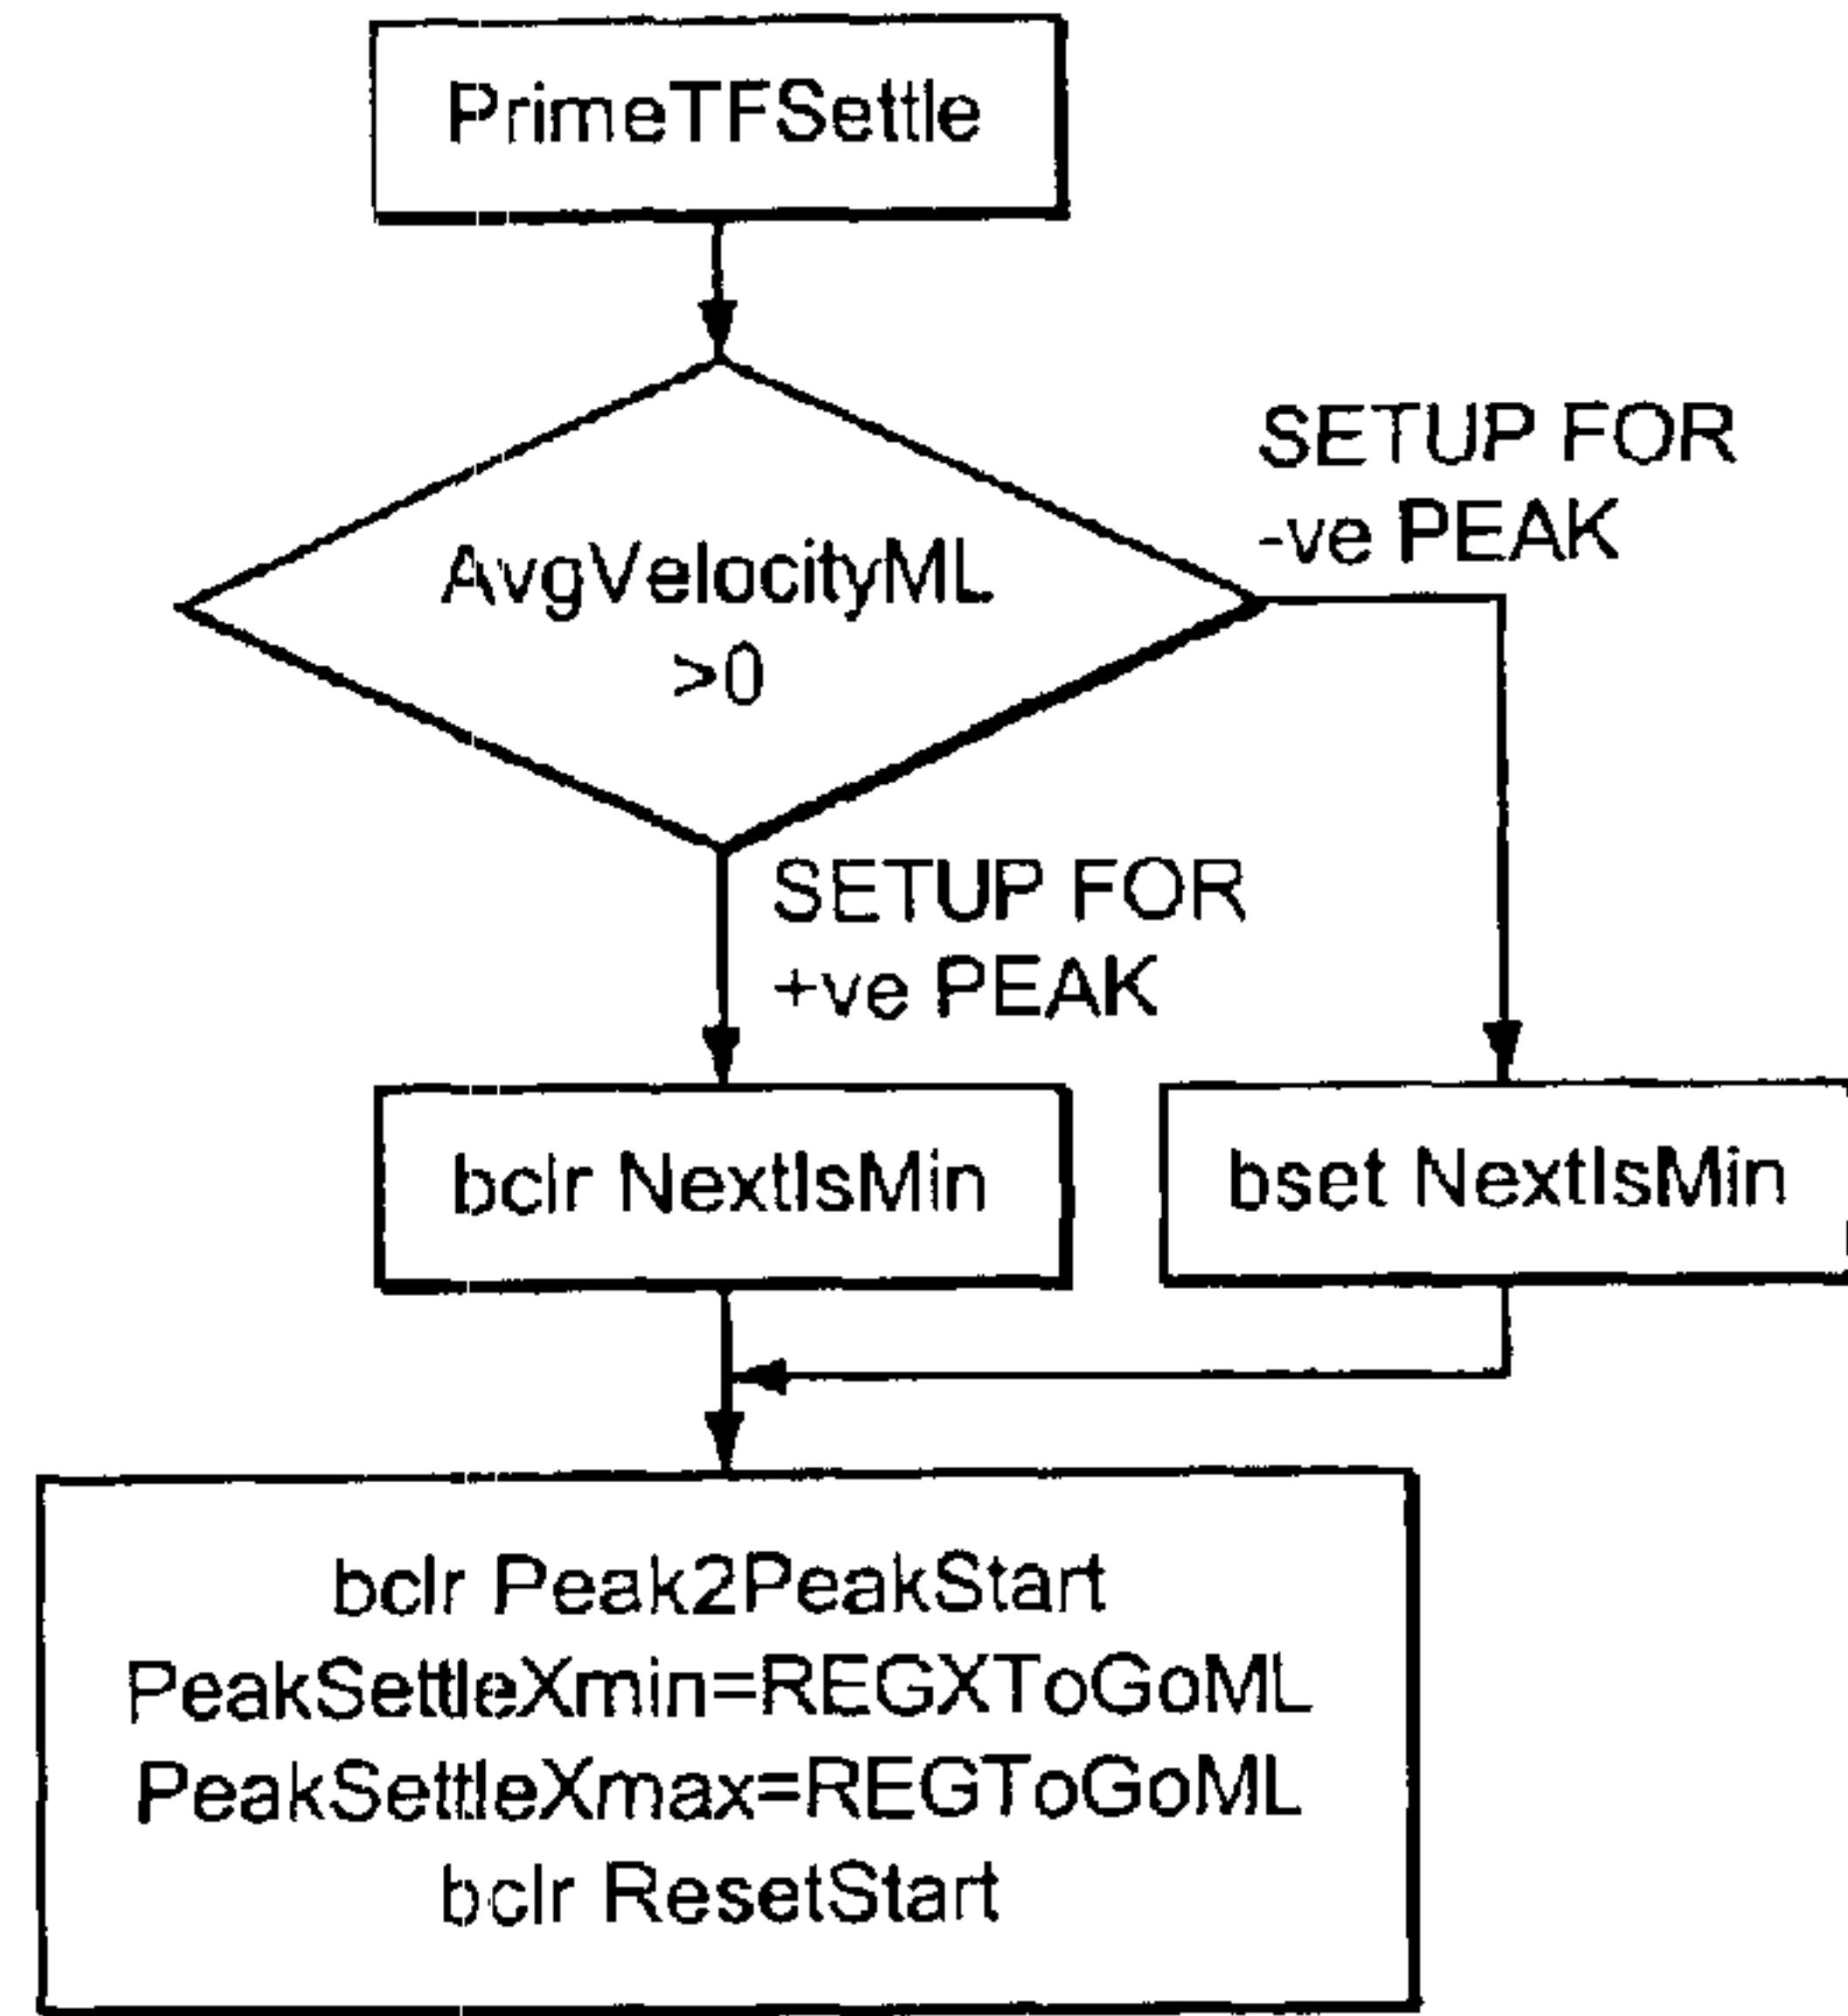 PrimeTFSettle
AvgVelocityML
>0
SETUP FOR
-ve PEAK
SETUP FOR
+ve PEAK
bclr NextIsMin
bset NextIsMin
bclr Peak2PeakStart
PeakSettleXmin=REGXToGoML
PeakSettleXmax=REGToGoML
bclr ResetStart